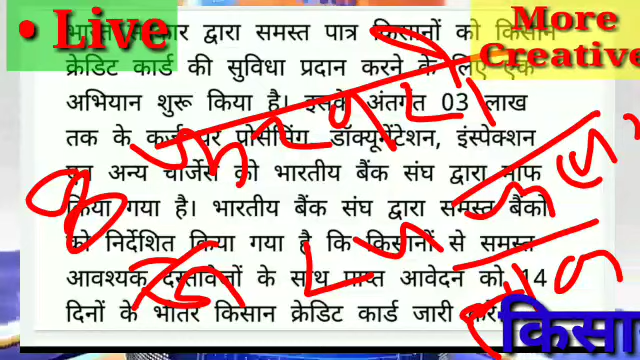 • Live
More
Creative
भारत सरकार द्वारा समस्त पात्र किसानों को किसान
क्रेडिट कार्ड की सुविधा प्रदान करने के लिए एक
अभियान शुरू किया है। इसके अंतर्गत 03 लाख
तक के कर्ज पर प्रोसेसिंग, डॉक्यूमेंटेशन, इंस्पेक्शन
एवं अन्य चार्जेस को भारतीय बैंक संघ द्वारा माफ
किया गया है। भारतीय बैंक संघ द्वारा समस्त बैंकों
को निर्देशित किया गया है कि किसानों से समस्त
आवश्यक दस्तावेजों के साथ प्राप्त आवेदन को 14
दिनों के भीतर किसान क्रेडिट कार्ड जारी
किसा